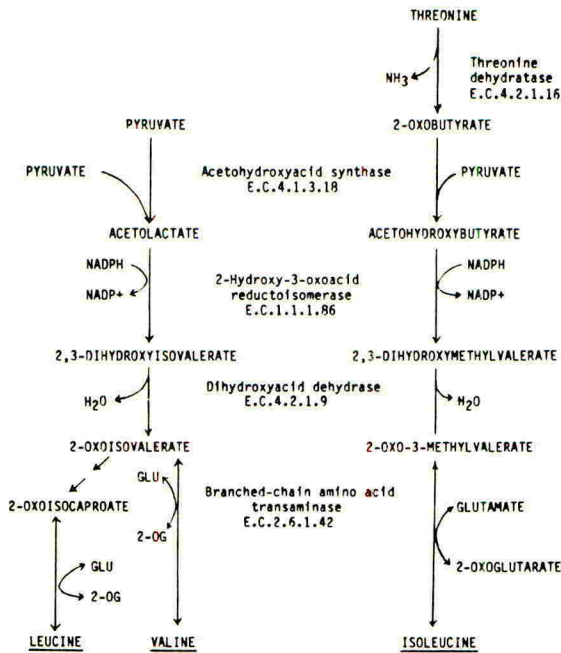 THREONINE
NH3
Threonine
dehydratase
E.C.4.2.1.16
PYRUVATE
2-OXOBUTYRATE
PYRUVATE
Acetohydroxyacid synthase
E.C.4.1.3.18
PYRUVATE
ACETOLACTATE
ACETOHYDROXYBUTYRATE
NADPH
NADP+
2-Hydroxy-3-oxoacid
reductoisomerase
E.C.1.1.1.86
NADPH
NADP+
2,3-DIHYDROXYISOVALERATE
2,3-DIHYDROXYMETHYLVALERATE
H2O
Dihydroxyacid dehydrase
E.C.4.2.1.9
H2O
2-OXOISOVALERATE
2-OXO-3-METHYLVALERATE
GLU
2-OXOISOCAPROATE
2-OG
Branched-chain amino acid
transaminase
E.C.2.6.1.42
GLUTAMATE
2-OXOGLUTARATE
GLU
2-OG
LEUCINE
VALINE
ISOLEUCINE